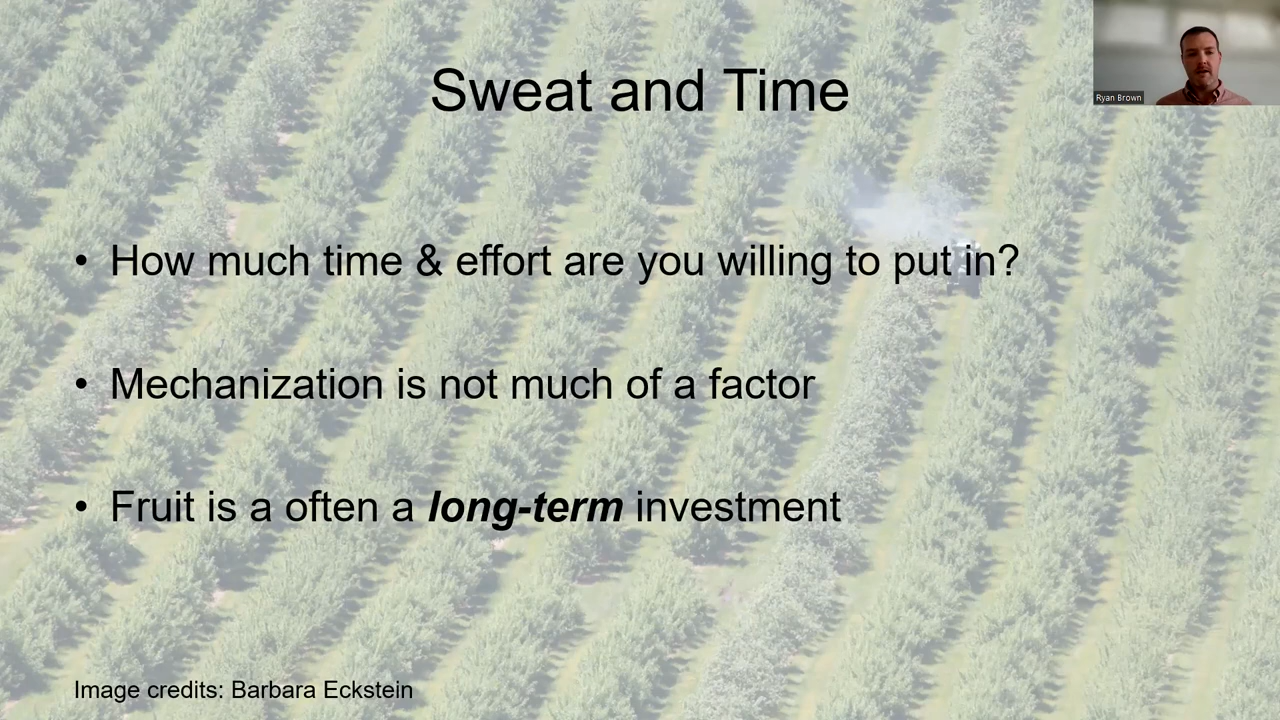 Sweat and Time
Ryan Brown
• How much time & effort are you willing to put in?
• Mechanization is not much of a factor
• Fruit is a often a long-term investment
Image credits: Barbara Eckstein